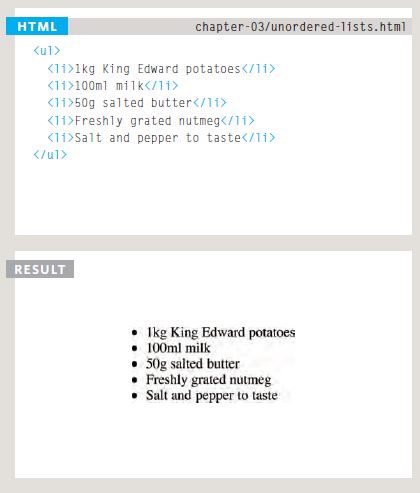 HTML chapter-03/unordered-lists.html
<ul>
<li>1kg King Edward potatoes</li>
<li>100ml milk</li>
<li>50g salted butter</li>
<li>Freshly grated nutmeg</li>
<li>Salt and pepper to taste</li>
</ul>
RESULT
• 1kg King Edward potatoes
• 100ml milk
• 50g salted butter
• Freshly grated nutmeg
• Salt and pepper to taste